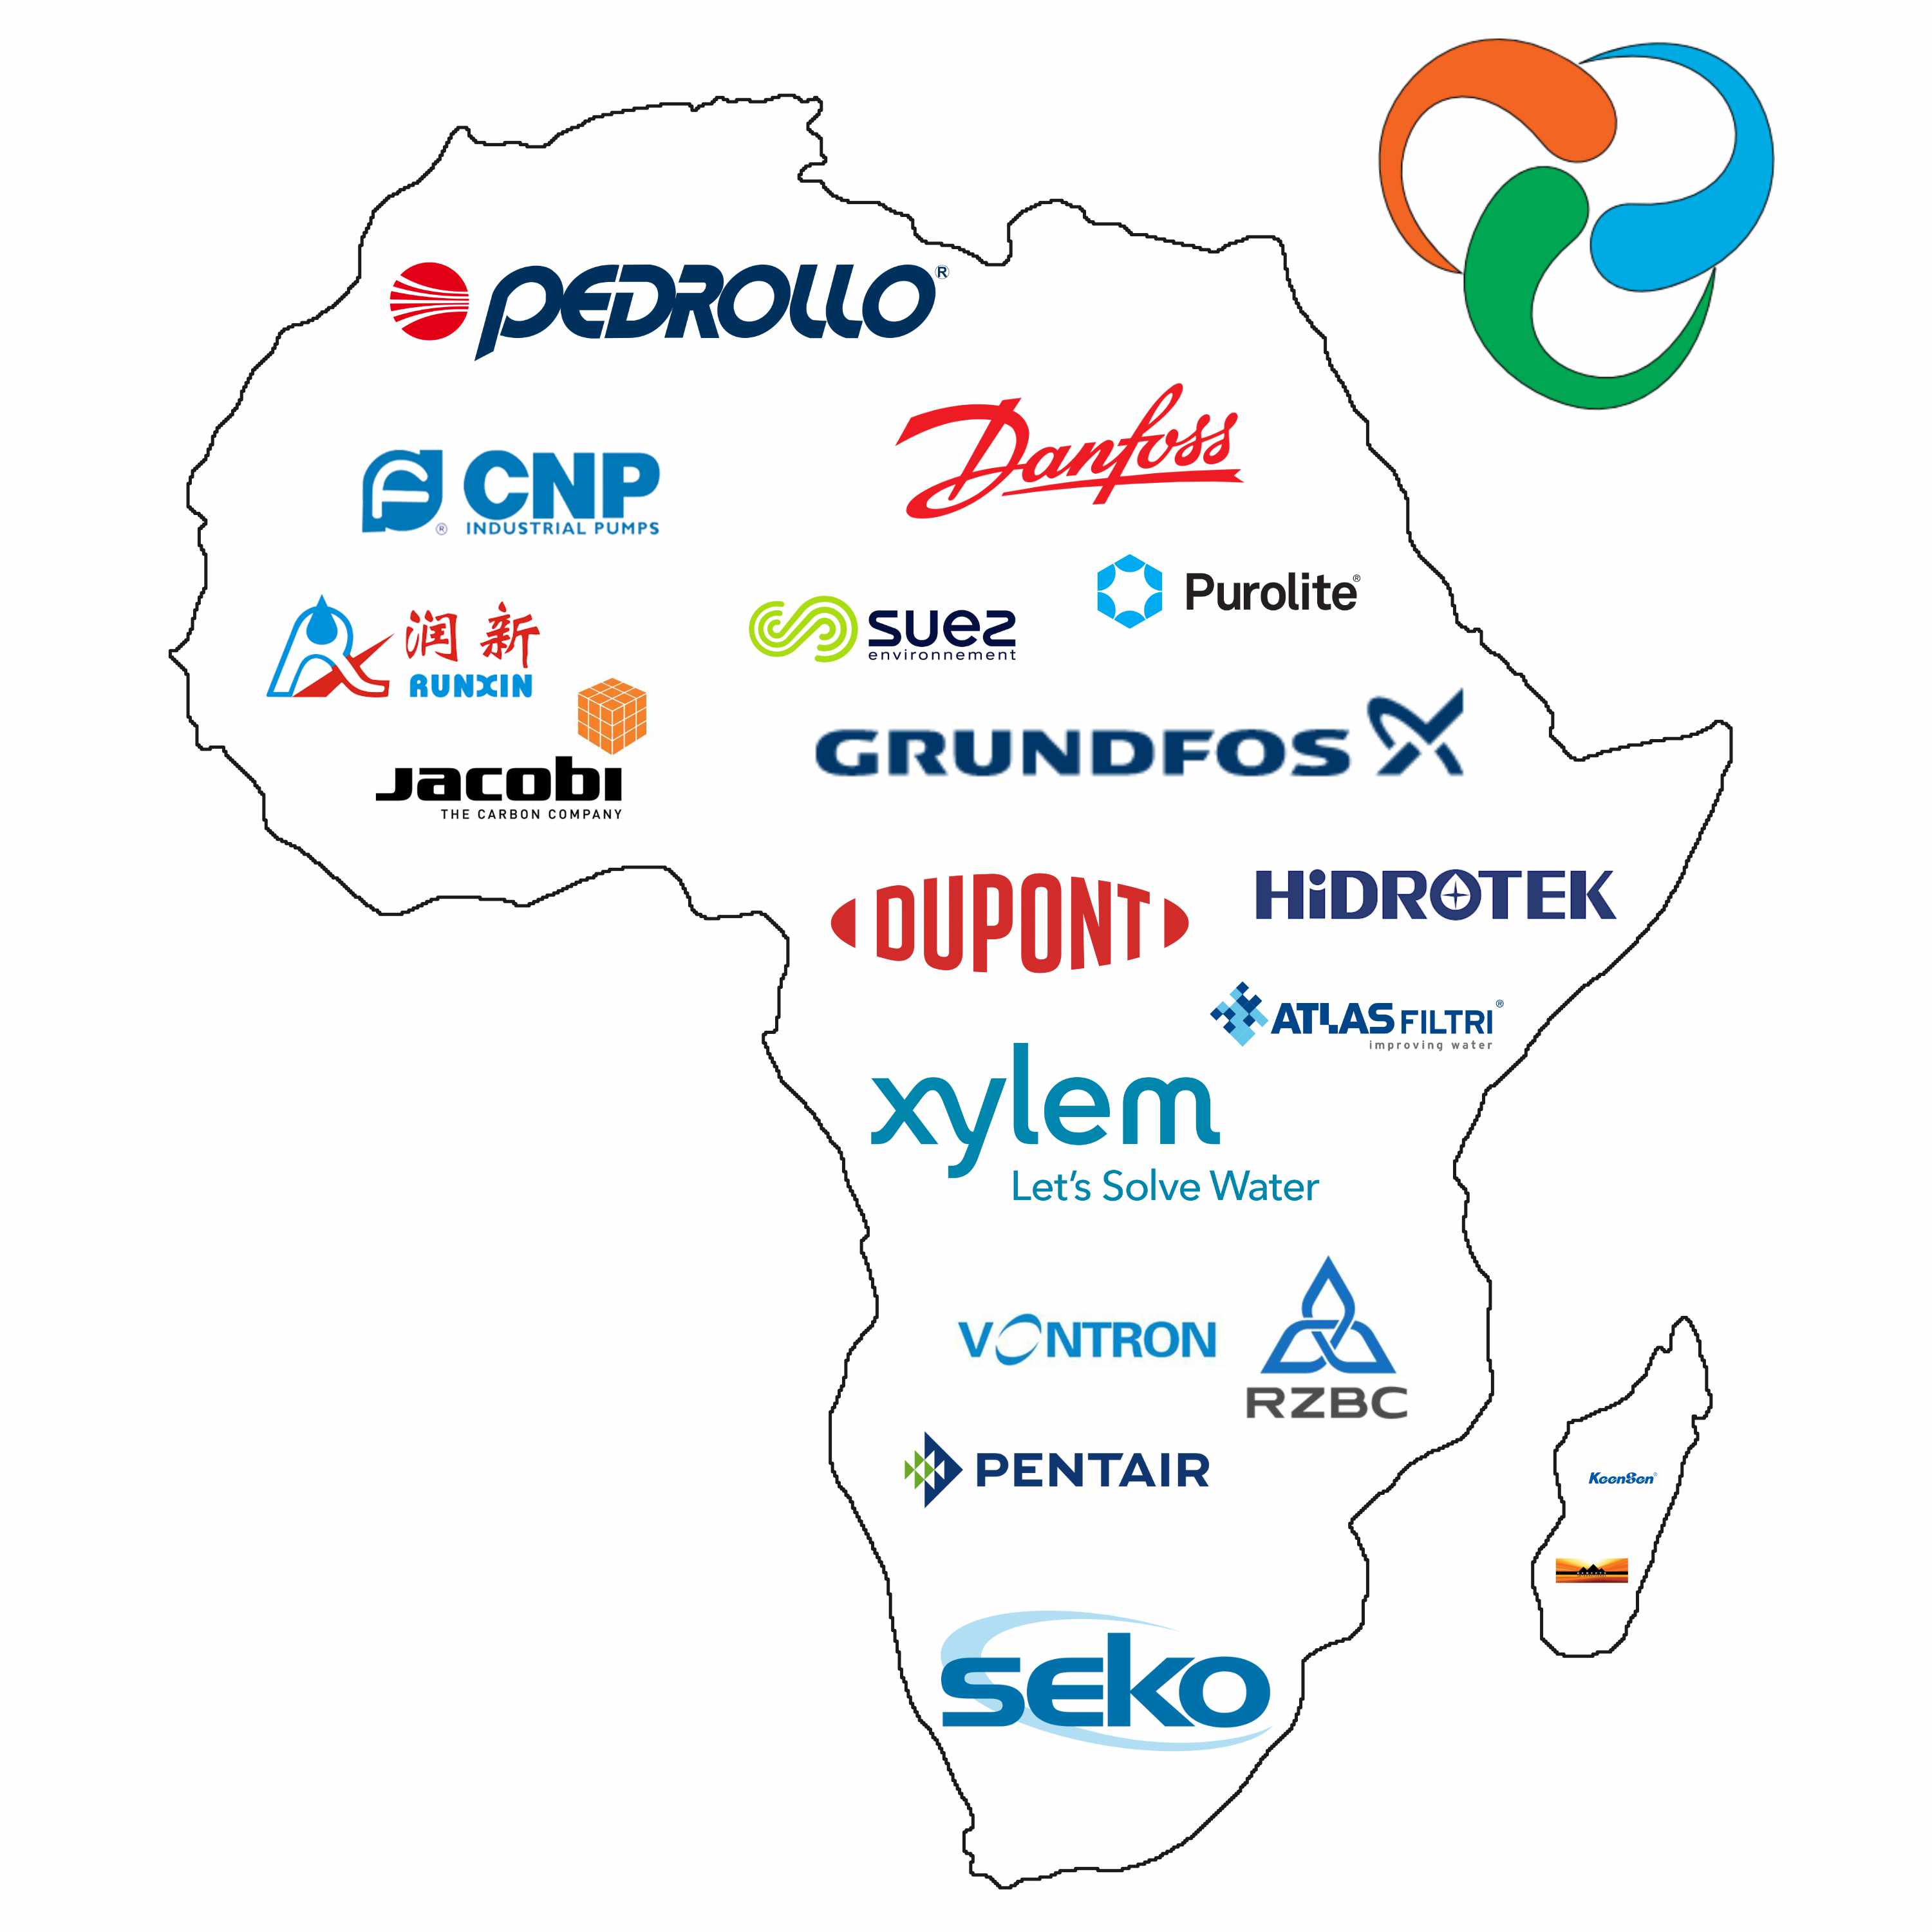 PEDROLLO®
Danfoss
CNP
® INDUSTRIAL PUMPS
Purolite®
润新
RUNXIN
suez
environnement
Jacobi
THE CARBON COMPANY
GRUNDFOS
DUPONT
HiDROTEK
ATLAS FILTRI®
improving water
xylem
Let's Solve Water
VONTRON
RZBC
PENTAIR
KeenSen®
seko